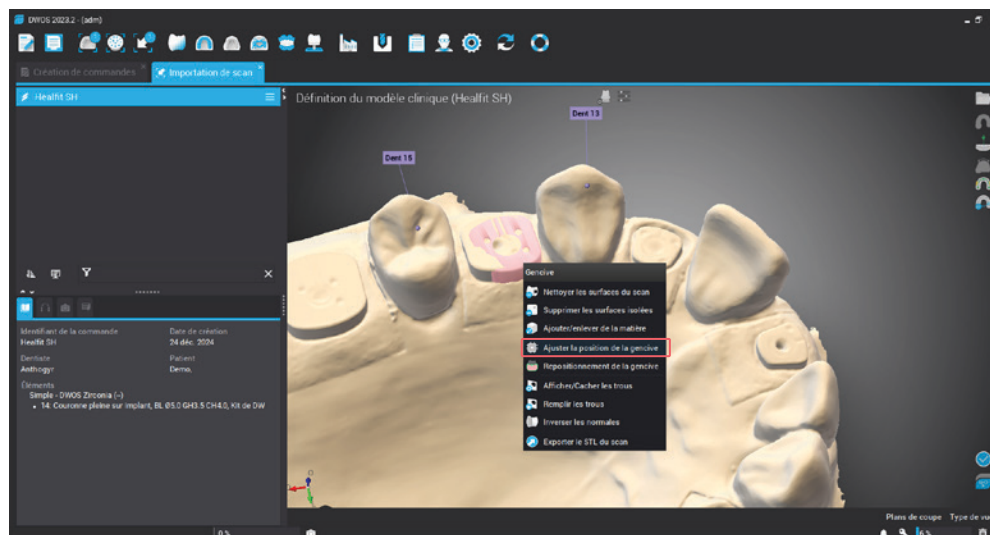 DWOS 2023.2 - (adm)
Création de commandes
Importation de scan
Healfit SH
Définition du modèle clinique (Healfit SH)
Dent 13
Dent 15
Gencive
Nettoyer les surfaces du scan
Supprimer les surfaces isolées
Ajouter/enlever de la matière
Ajuster la position de la gencive
Repositionnement de la gencive
Afficher/Cacher les trous
Remplir les trous
Inverser les normales
Exporter le STL du scan
Identifiant de la commande
Healfit SH
Date de création
24 déc. 2024
Dentiste
Anthogyr
Patient
Demo,
Éléments
Simple - DWOS Zirconia (--)
14: Couronne pleine sur implant, BL Ø5.0 GH3.5 CH4.0, Kit de DW
Plans de coupe Type de vue